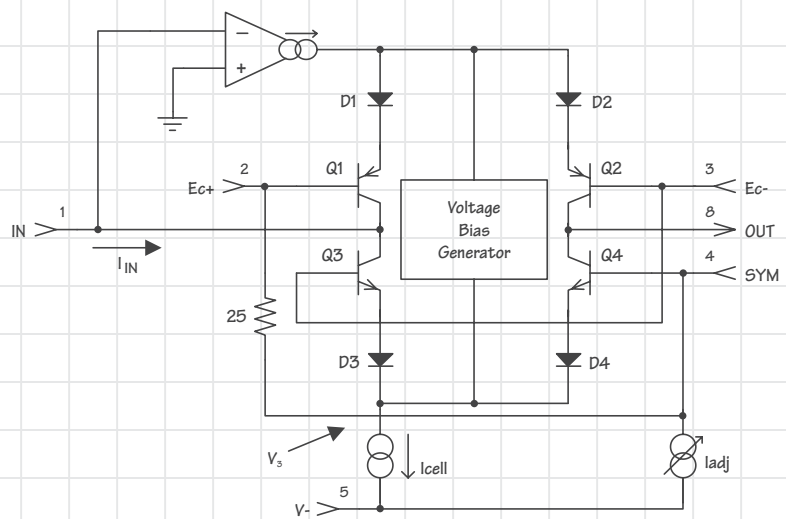 −
+
D1
D2
2
Q1
Q2
3
Ec+
Ec-
1
Voltage
Bias
Generator
8
IN
OUT
IIN
Q3
Q4
4
SYM
25
D3
D4
V3
Icell
Iadj
5
V-